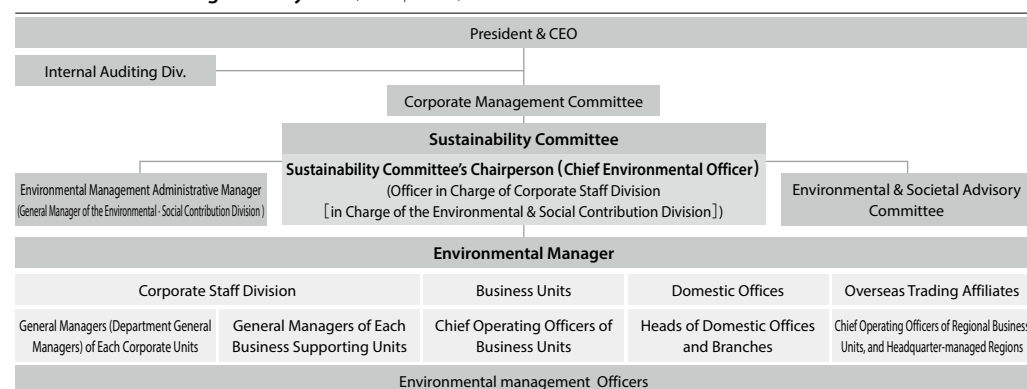 President & CEO
Internal Auditing Div.
Corporate Management Committee
Sustainability Committee
Sustainability Committee's Chairperson (Chief Environmental Officer)
(Officer in Charge of Corporate Staff Division
[in Charge of the Environmental & Social Contribution Division])
Environmental Management Administrative Manager
(General Manager of the Environmental - Social Contribution Division )
Environmental & Societal Advisory
Committee
Environmental Manager
Corporate Staff Division
Business Units
Domestic Offices
Overseas Trading Affiliates
General Managers (Department General
Managers) of Each Corporate Units
General Managers of Each
Business Supporting Units
Chief Operating Officers of
Business Units
Heads of Domestic Offices
and Branches
Chief Operating Officers of Regional Business
Units, and Headquarter-managed Regions
Environmental management Officers